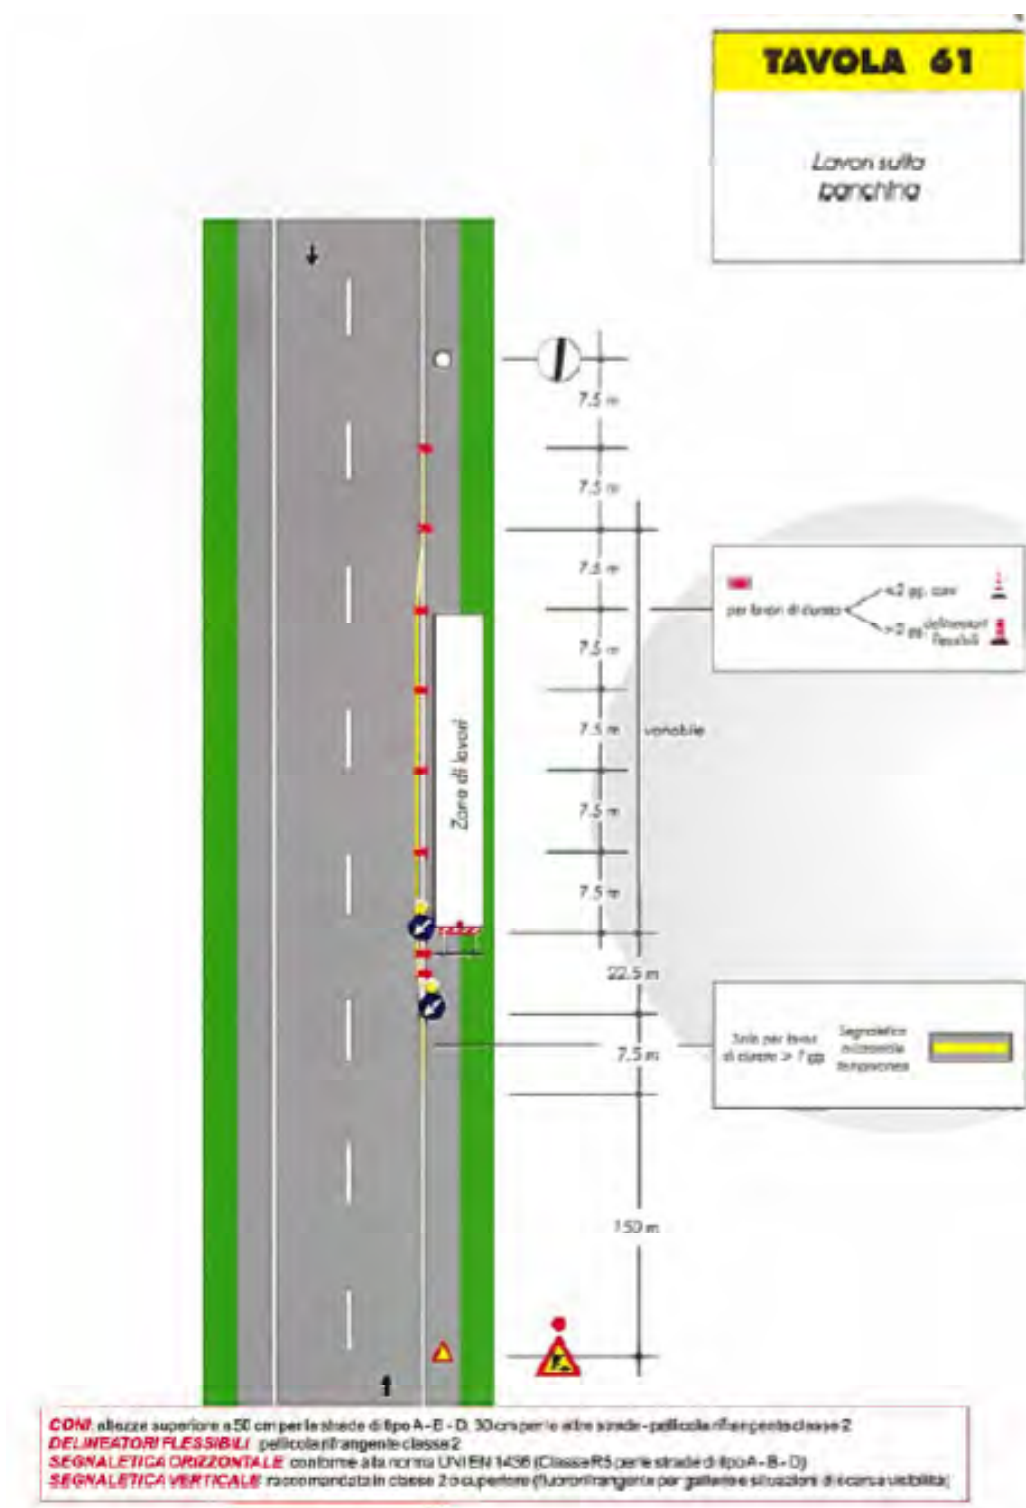 TAVOLA 61
Lavori sulla
banchina
7.5 m
7.5 m
7.5 m
7.5 m
7.5 m
7.5 m
7.5 m
variabile
per lavori di durata
<2 gg. coni
>2 gg. delineatori
flessibili
Zona di lavori
22.5 m
7.5 m
Solo per lavori
di durata > 7 gg
Segnaletica
orizzontale
temporanea
150 m
CONI: altezze superiore a 50 cm per le strade di tipo A - B - D, 30 cm per le altre strade - pellicola rifrangente classe 2
DELINEATORI FLESSIBILI: pellicola rifrangente classe 2
SEGNALETICA ORIZZONTALE: conforme alla norma UNI EN 1436 (Classe R5 per le strade di tipo A - B - D)
SEGNALETICA VERTICALE: raccomandata in classe 2 o superiore (fluororifrangente per gallerie e situazioni di scarsa visibilità)